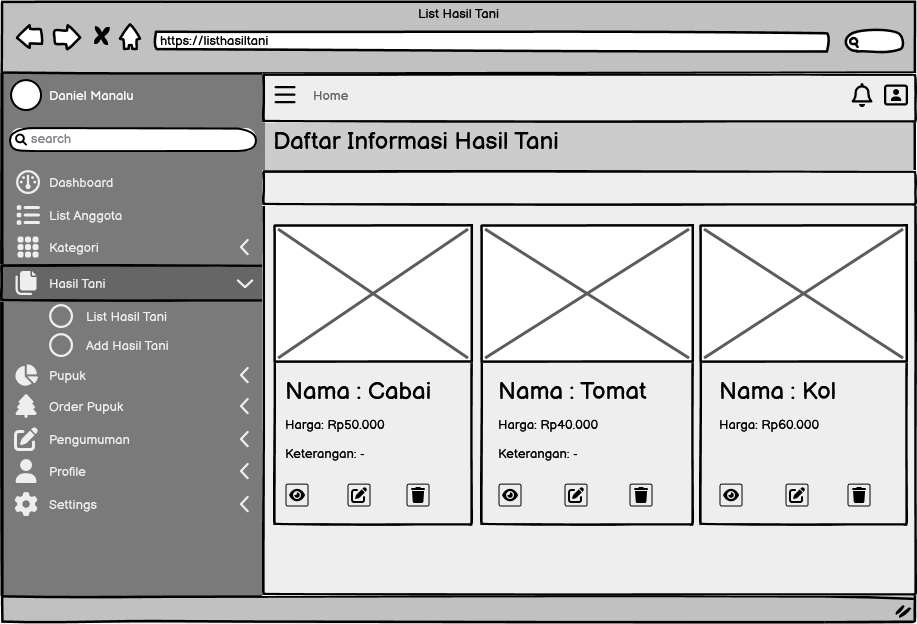 List Hasil Tani
https://listhasiltani
Daniel Manalu
search
Dashboard
List Anggota
Kategori
Hasil Tani
List Hasil Tani
Add Hasil Tani
Pupuk
Order Pupuk
Pengumuman
Profile
Settings
Home
Daftar Informasi Hasil Tani
Nama : Cabai
Harga: Rp50.000
Keterangan: -
Nama : Tomat
Harga: Rp40.000
Keterangan: -
Nama : Kol
Harga: Rp60.000